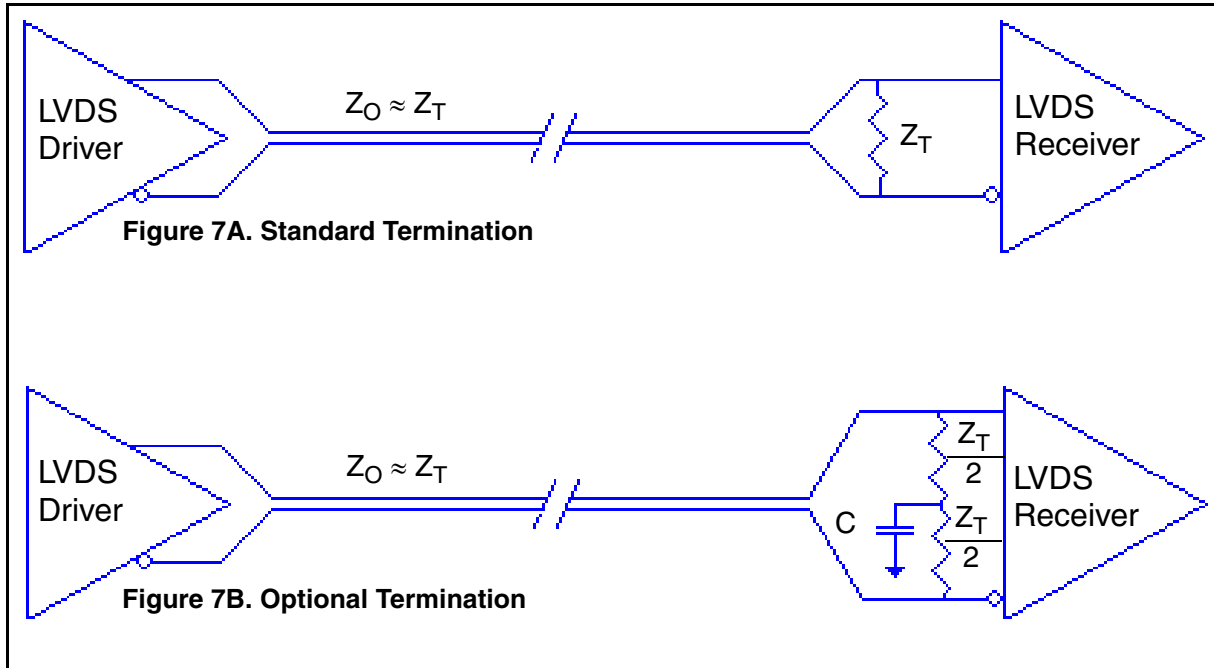 LVDS
Driver
Z_O ≈ Z_T
Z_T
LVDS
Receiver
Figure 7A. Standard Termination
LVDS
Driver
Z_O ≈ Z_T
C
Z_T
2
Z_T
2
LVDS
Receiver
Figure 7B. Optional Termination